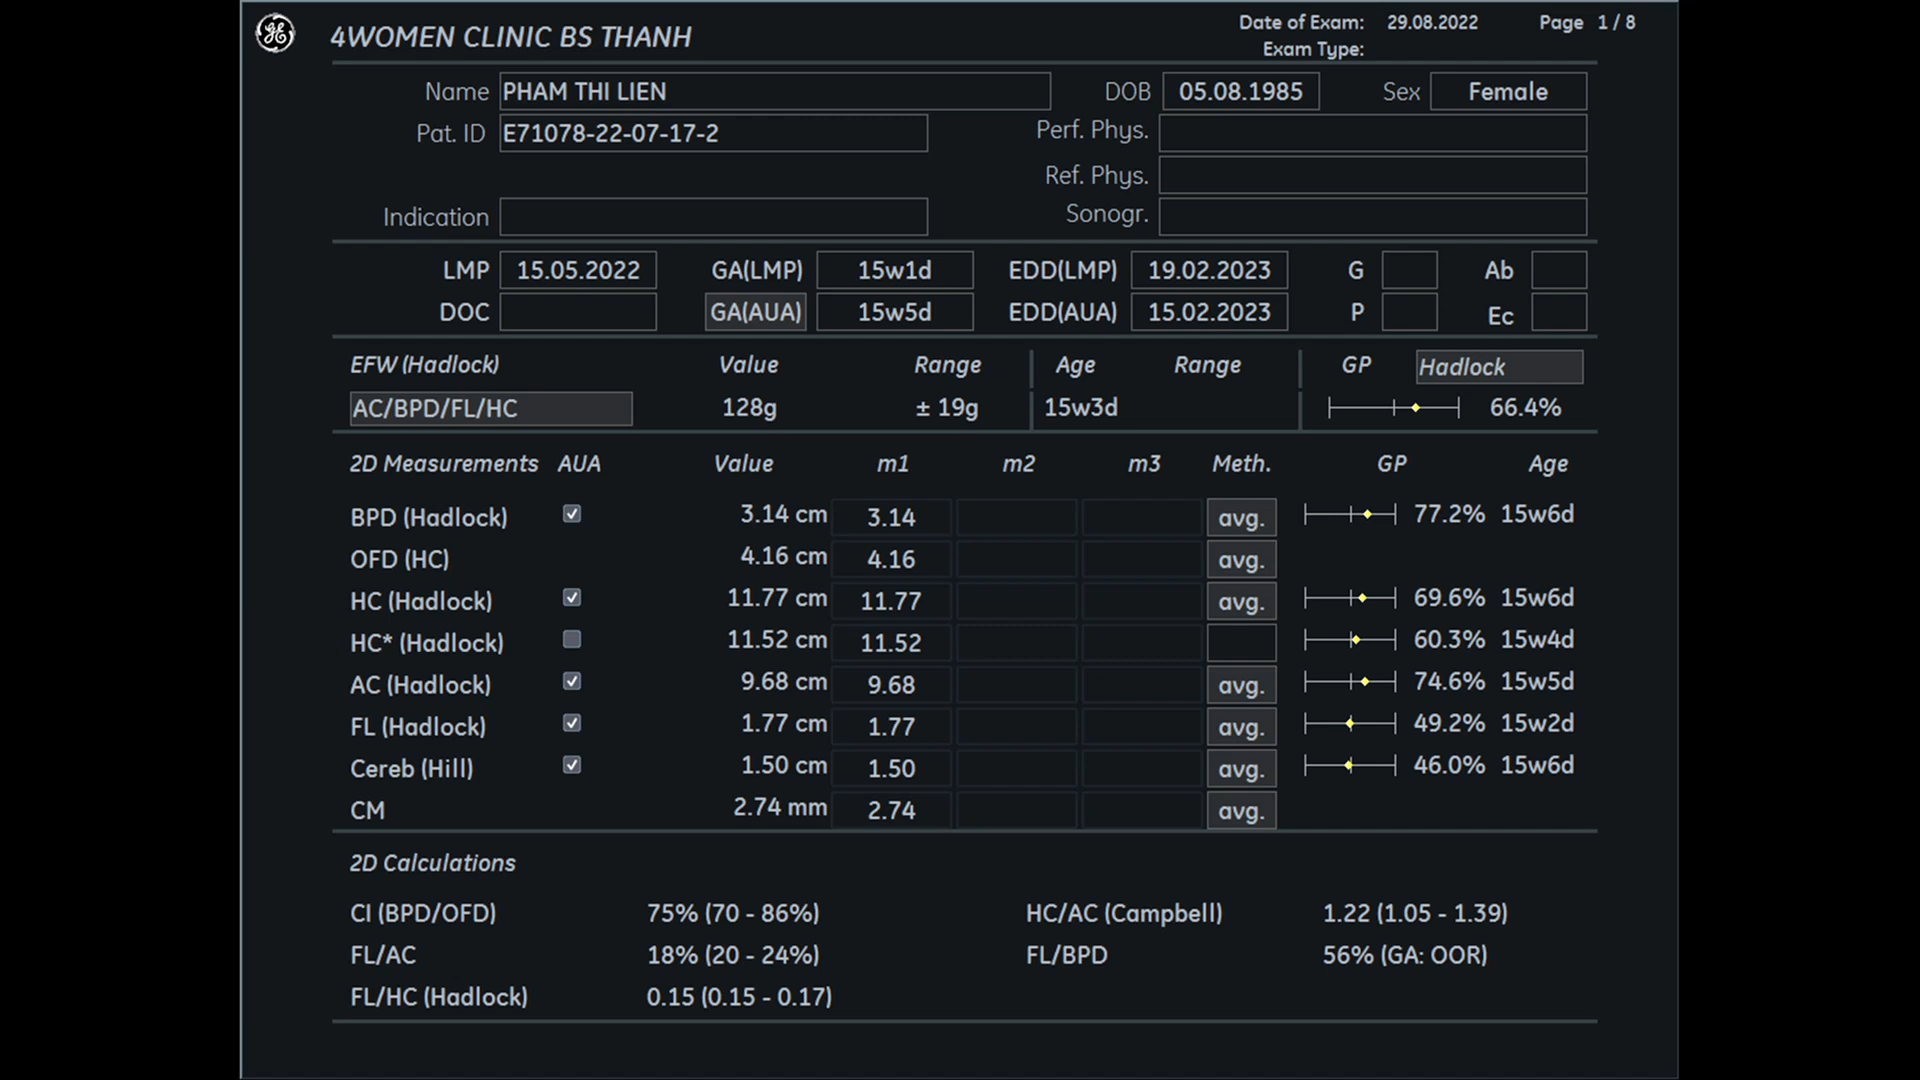 4WOMEN CLINIC BS THANH Date of Exam: 29.08.2022 Page 1 / 8
Exam Type:
Name PHAM THI LIEN DOB 05.08.1985 Sex Female
Pat. ID E71078-22-07-17-2 Perf. Phys.
Ref. Phys.
Indication Sonogr.
LMP 15.05.2022 GA(LMP) 15w1d EDD(LMP) 19.02.2023 G Ab
DOC GA(AUA) 15w5d EDD(AUA) 15.02.2023 P Ec
EFW (Hadlock) Value Range Age Range GP Hadlock
AC/BPD/FL/HC 128g ± 19g 15w3d 66.4%
2D Measurements AUA Value m1 m2 m3 Meth. GP Age
BPD (Hadlock) 3.14 cm 3.14 avg. 77.2% 15w6d
OFD (HC) 4.16 cm 4.16 avg.
HC (Hadlock) 11.77 cm 11.77 avg. 69.6% 15w6d
HC* (Hadlock) 11.52 cm 11.52 60.3% 15w4d
AC (Hadlock) 9.68 cm 9.68 avg. 74.6% 15w5d
FL (Hadlock) 1.77 cm 1.77 avg. 49.2% 15w2d
Cereb (Hill) 1.50 cm 1.50 avg. 46.0% 15w6d
CM 2.74 mm 2.74 avg.
2D Calculations
CI (BPD/OFD) 75% (70 - 86%) HC/AC (Campbell) 1.22 (1.05 - 1.39)
FL/AC 18% (20 - 24%) FL/BPD 56% (GA: OOR)
FL/HC (Hadlock) 0.15 (0.15 - 0.17)